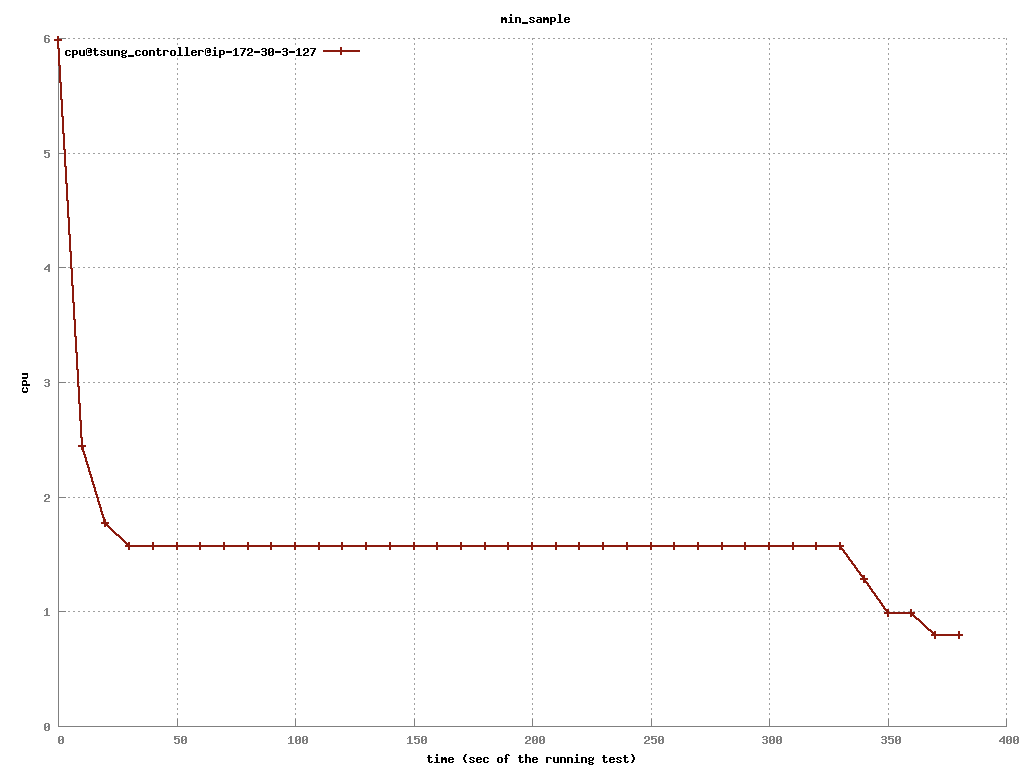 min_sample
6
cpu@tsung_controller@ip-172-30-3-127
5
4
3
cpu
2
1
0
0 50 100 150 200 250 300 350 400
time (sec of the running test)